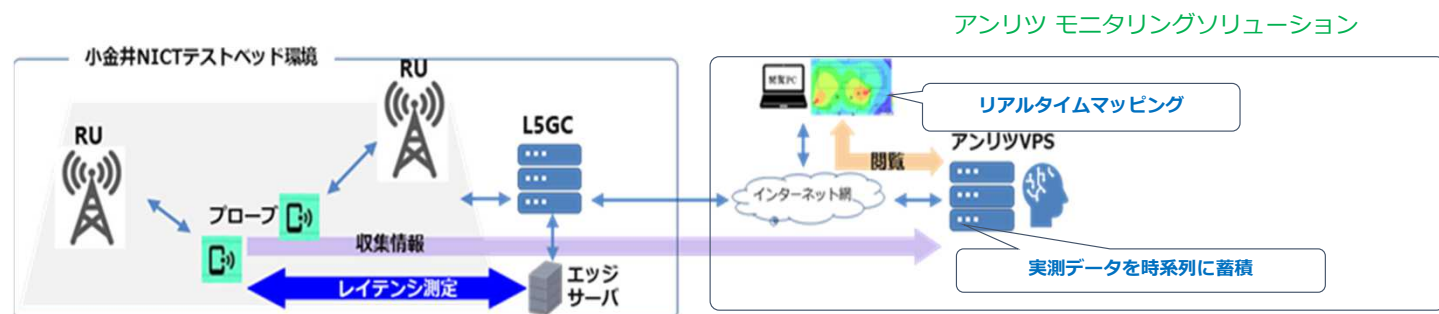 アンリツ モニタリングソリューション
小金井NICTテストベッド環境
RU
RU
L5GC
プローブ
収集情報
レイテンシ測定
エッジ
サーバ
閲覧PC
リアルタイムマッピング
アンリツVPS
閲覧
インターネット網
実測データを時系列に蓄積